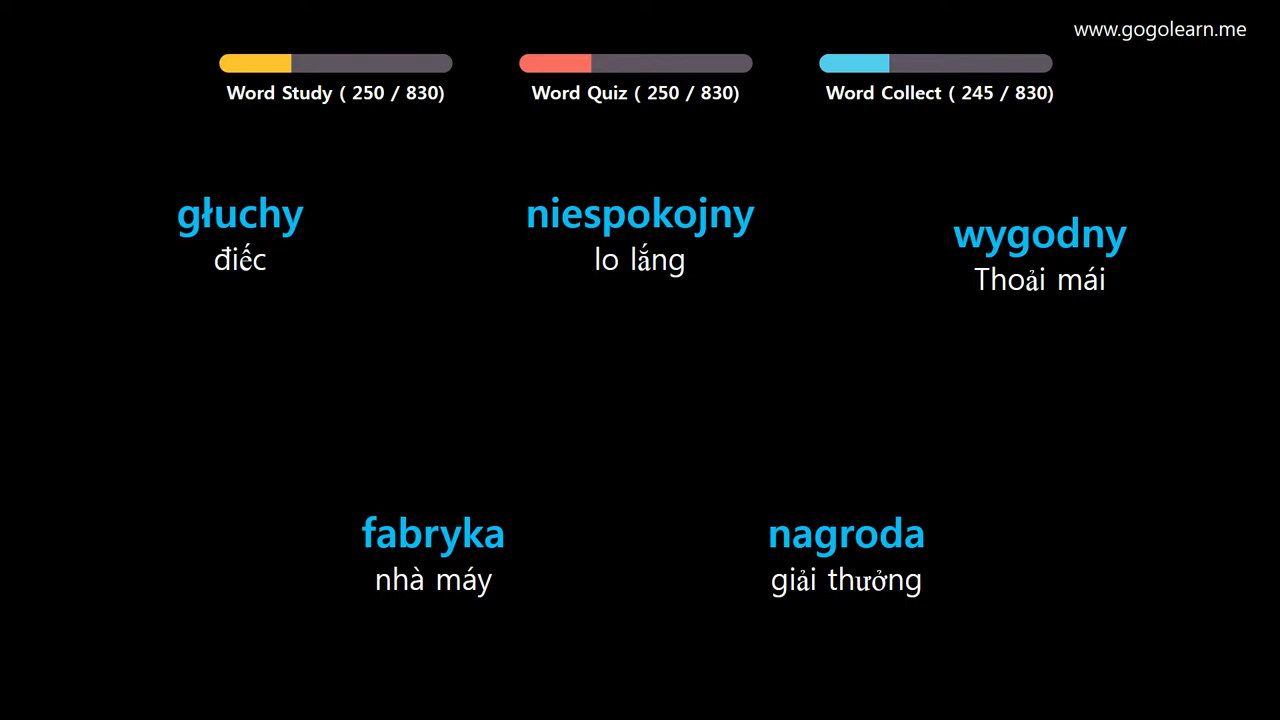 www.gogolearn.me
Word Study ( 250 / 830)
Word Quiz ( 250 / 830)
Word Collect ( 245 / 830)
głuchy
điếc
niespokojny
lo lắng
wygodny
Thoải mái
fabryka
nhà máy
nagroda
giải thưởng